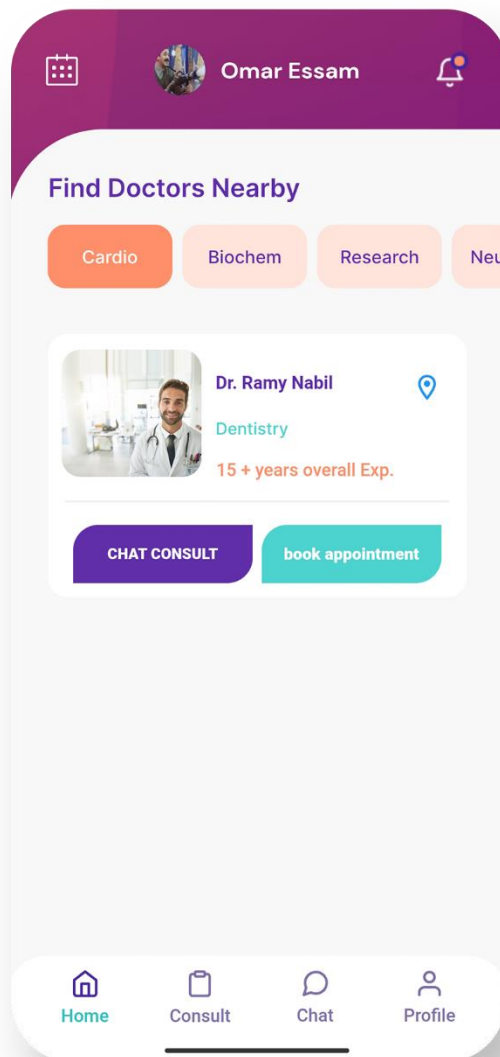 Omar Essam
Find Doctors Nearby
Cardio Biochem Research Neu
Dr. Ramy Nabil
Dentistry
15 + years overall Exp.
CHAT CONSULT book appointment
Home Consult Chat Profile